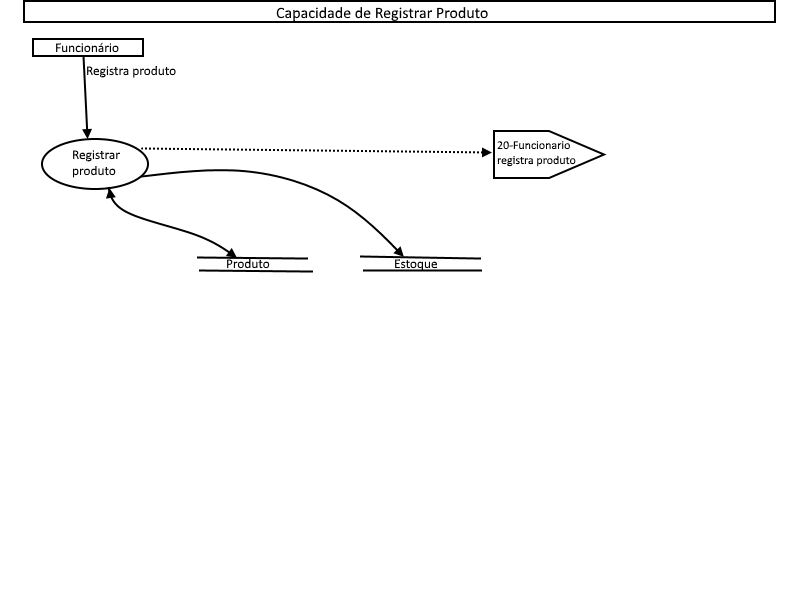 Capacidade de Registrar Produto
Funcionário
Registra produto
Registrar
produto
20-Funcionario
registra produto
Produto
Estoque